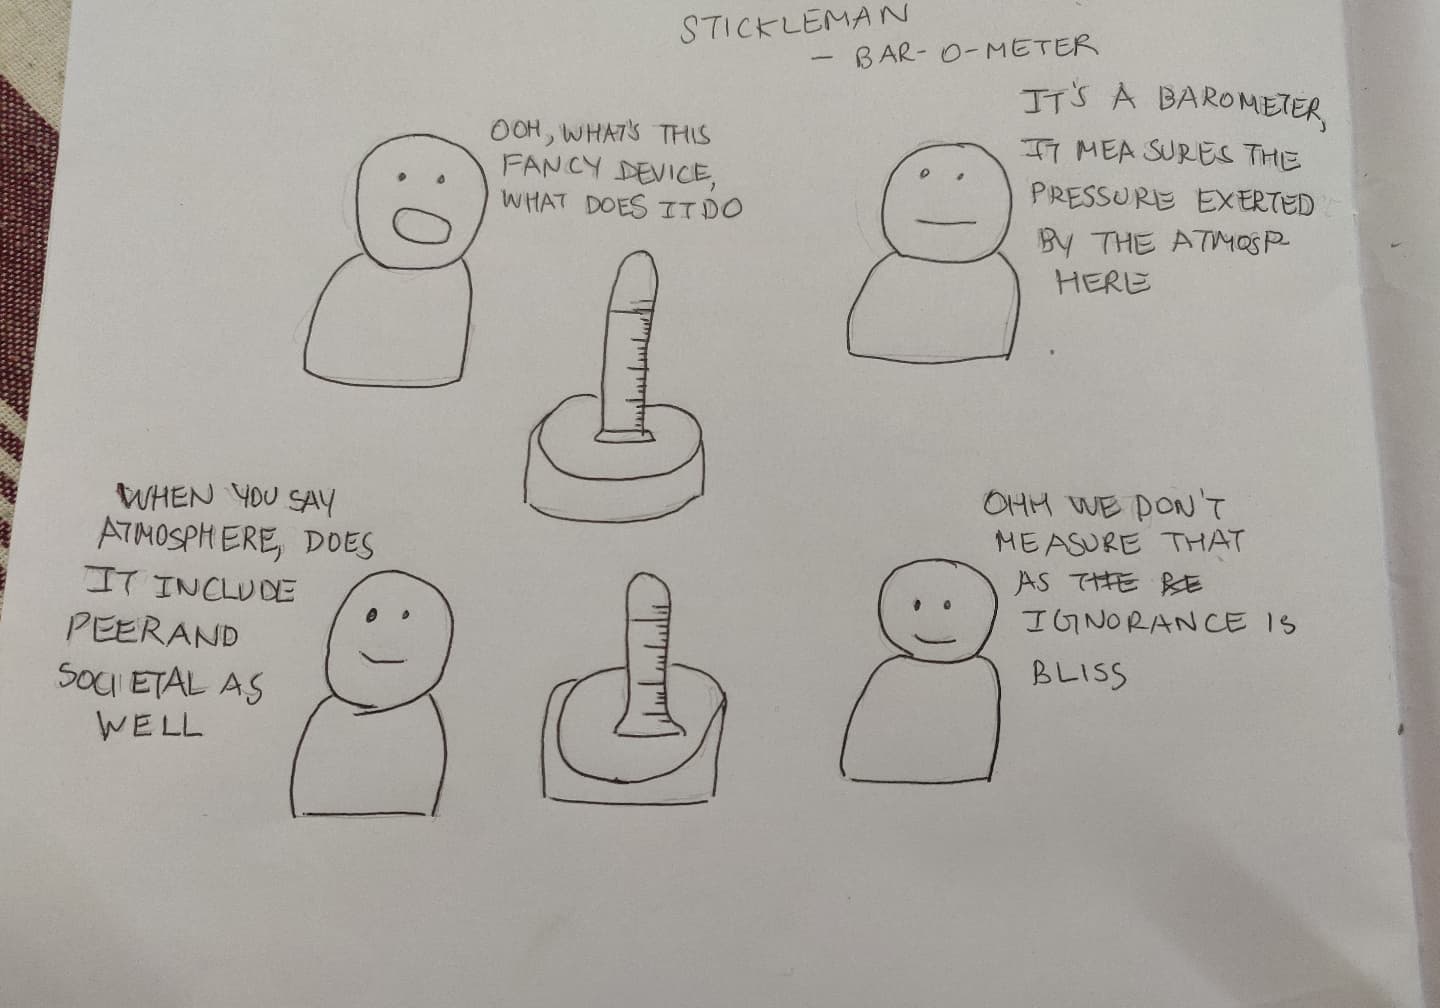 STICKLEMAN
- BAR-O-METER
OOH, WHAT'S THIS
FANCY DEVICE,
WHAT DOES IT DO
IT'S A BAROMETER,
IT MEASURES THE
PRESSURE EXERTED
BY THE ATMOSP
HERE
WHEN YOU SAY
ATMOSPHERE, DOES
IT INCLUDE
PEER AND
SOCIETAL AS
WELL
OHH WE DON'T
MEASURE THAT
AS THE BE
IGNORANCE IS
BLISS